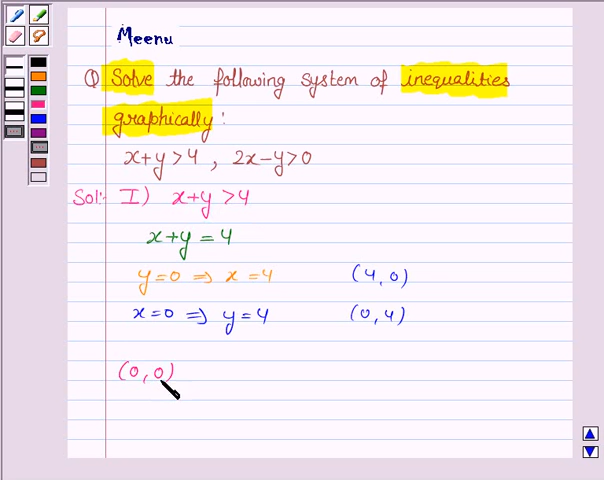 Meenu
Q Solve the following system of inequalities
graphically:
x+y>4, 2x-y>0
Sol:- I) x+y>4
x+y=4
y=0 ⇒ x=4 (4,0)
x=0 ⇒ y=4 (0,4)
(0,0)